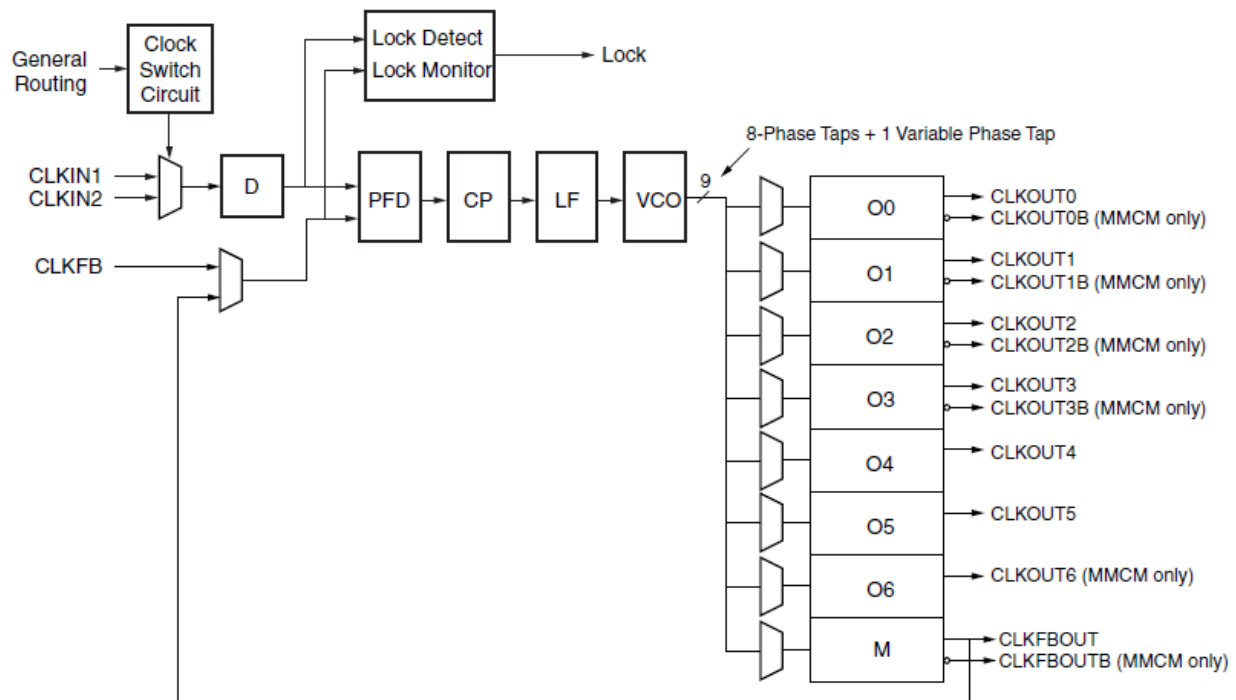 General
Routing
Clock
Switch
Circuit
Lock Detect
Lock Monitor
Lock
8-Phase Taps + 1 Variable Phase Tap
CLKIN1
CLKIN2
D
PFD
CP
LF
VCO
9
CLKFB
O0
CLKOUT0
CLKOUT0B (MMCM only)
O1
CLKOUT1
CLKOUT1B (MMCM only)
O2
CLKOUT2
CLKOUT2B (MMCM only)
O3
CLKOUT3
CLKOUT3B (MMCM only)
O4
CLKOUT4
O5
CLKOUT5
O6
CLKOUT6 (MMCM only)
M
CLKFBOUT
CLKFBOUTB (MMCM only)